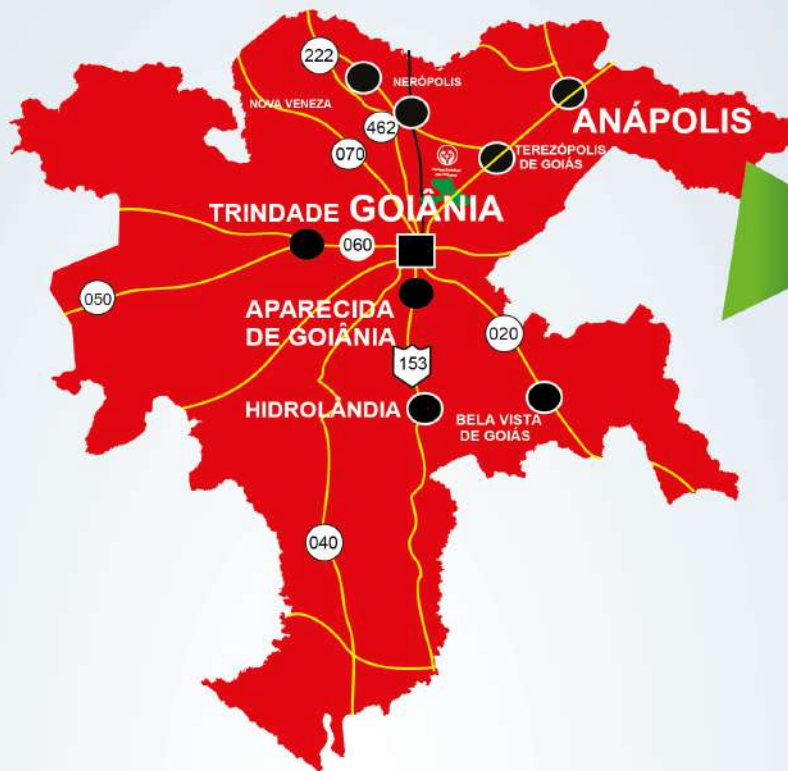 222
NERÓPOLIS
NOVA VENEZA
462
ANÁPOLIS
070
TEREZÓPOLIS
DE GOIÁS
TRINDADE
GOIÂNIA
060
050
APARECIDA
DE GOIÂNIA
020
153
HIDROLÂNDIA
BELA VISTA
DE GOIÁS
040